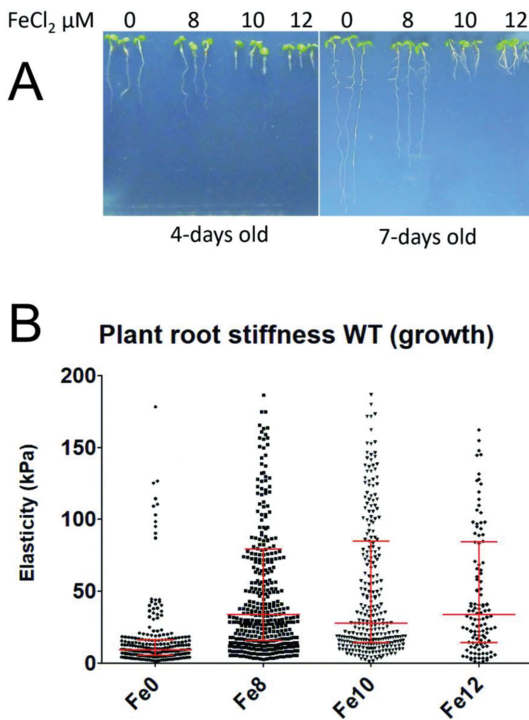 FeCl₂ μM 0 8 10 12 0 8 10 12
A
4-days old 7-days old
B
Plant root stiffness WT (growth)
200
150
100
50
0
Elasticity (kPa)
Fe0 Fe8 Fe10 Fe12